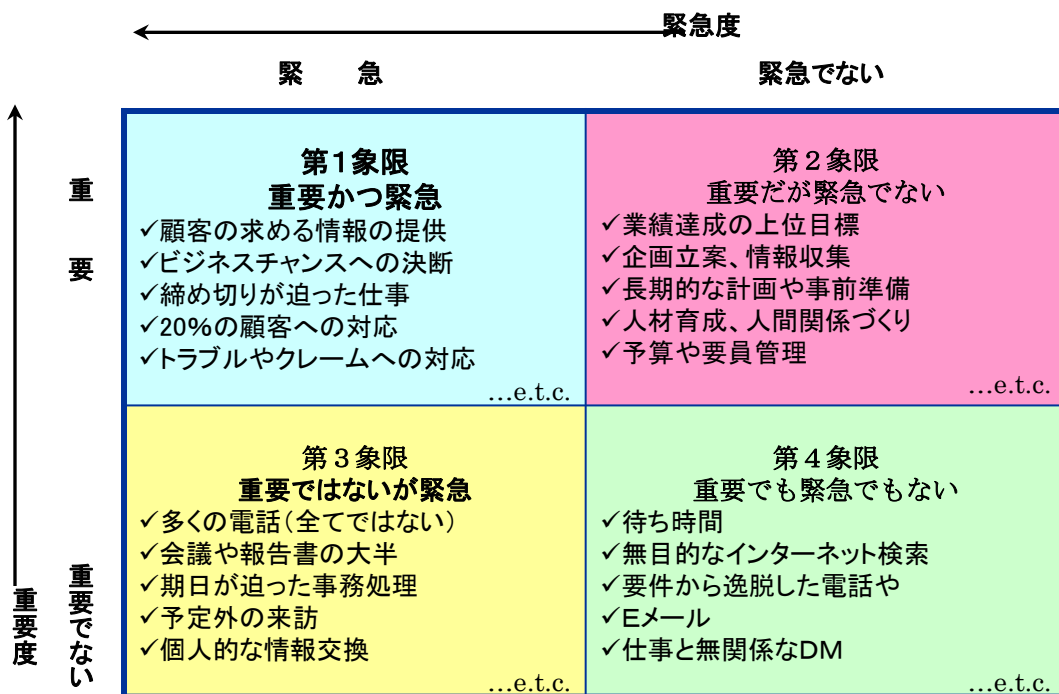 緊急度
緊 急
緊急でない
重要
第1象限
重要かつ緊急
✓顧客の求める情報の提供
✓ビジネスチャンスへの決断
✓締め切りが迫った仕事
✓20%の顧客への対応
✓トラブルやクレームへの対応
…e.t.c.
第２象限
重要だが緊急でない
✓業績達成の上位目標
✓企画立案、情報収集
✓長期的な計画や事前準備
✓人材育成、人間関係づくり
✓予算や要員管理
…e.t.c.
重要度
重要でない
第３象限
重要ではないが緊急
✓多くの電話（全てではない）
✓会議や報告書の大半
✓期日が迫った事務処理
✓予定外の来訪
✓個人的な情報交換
…e.t.c.
第４象限
重要でも緊急でもない
✓待ち時間
✓無目的なインターネット検索
✓要件から逸脱した電話や
✓Eメール
✓仕事と無関係なDM
…e.t.c.